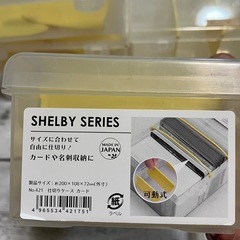 SHELBY SERIES
サイズに合わせて
自由に仕切り!
カードや名刺収納に
MADE IN
JAPAN
製品サイズ:約200×108×72㎜(外寸)
No.421 仕切りケース カード
4 965534 421751
紙
ラベル
可動式